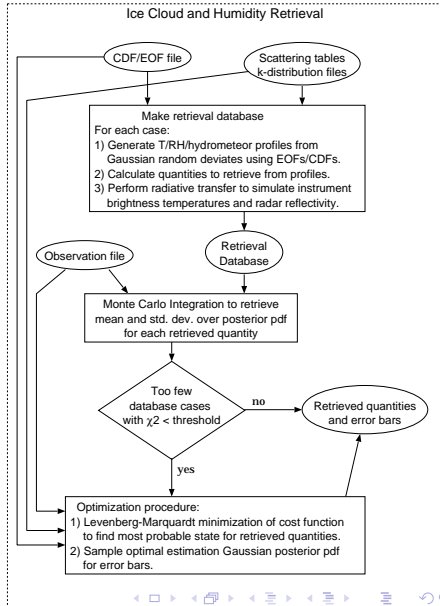 Ice Cloud and Humidity Retrieval
CDF/EOF file
Scattering tables
k-distribution files
Make retrieval database
For each case:
1) Generate T/RH/hydrometeor profiles from
Gaussian random deviates using EOFs/CDFs.
2) Calculate quantities to retrieve from profiles.
3) Perform radiative transfer to simulate instrument
brightness temperatures and radar reflectivity.
Observation file
Retrieval
Database
Monte Carlo Integration to retrieve
mean and std. dev. over posterior pdf
for each retrieved quantity
Too few
database cases
with χ2 < threshold
no
Retrieved quantities
and error bars
yes
Optimization procedure:
1) Levenberg-Marquardt minimization of cost function
to find most probable state for retrieved quantities.
2) Sample optimal estimation Gaussian posterior pdf
for error bars.